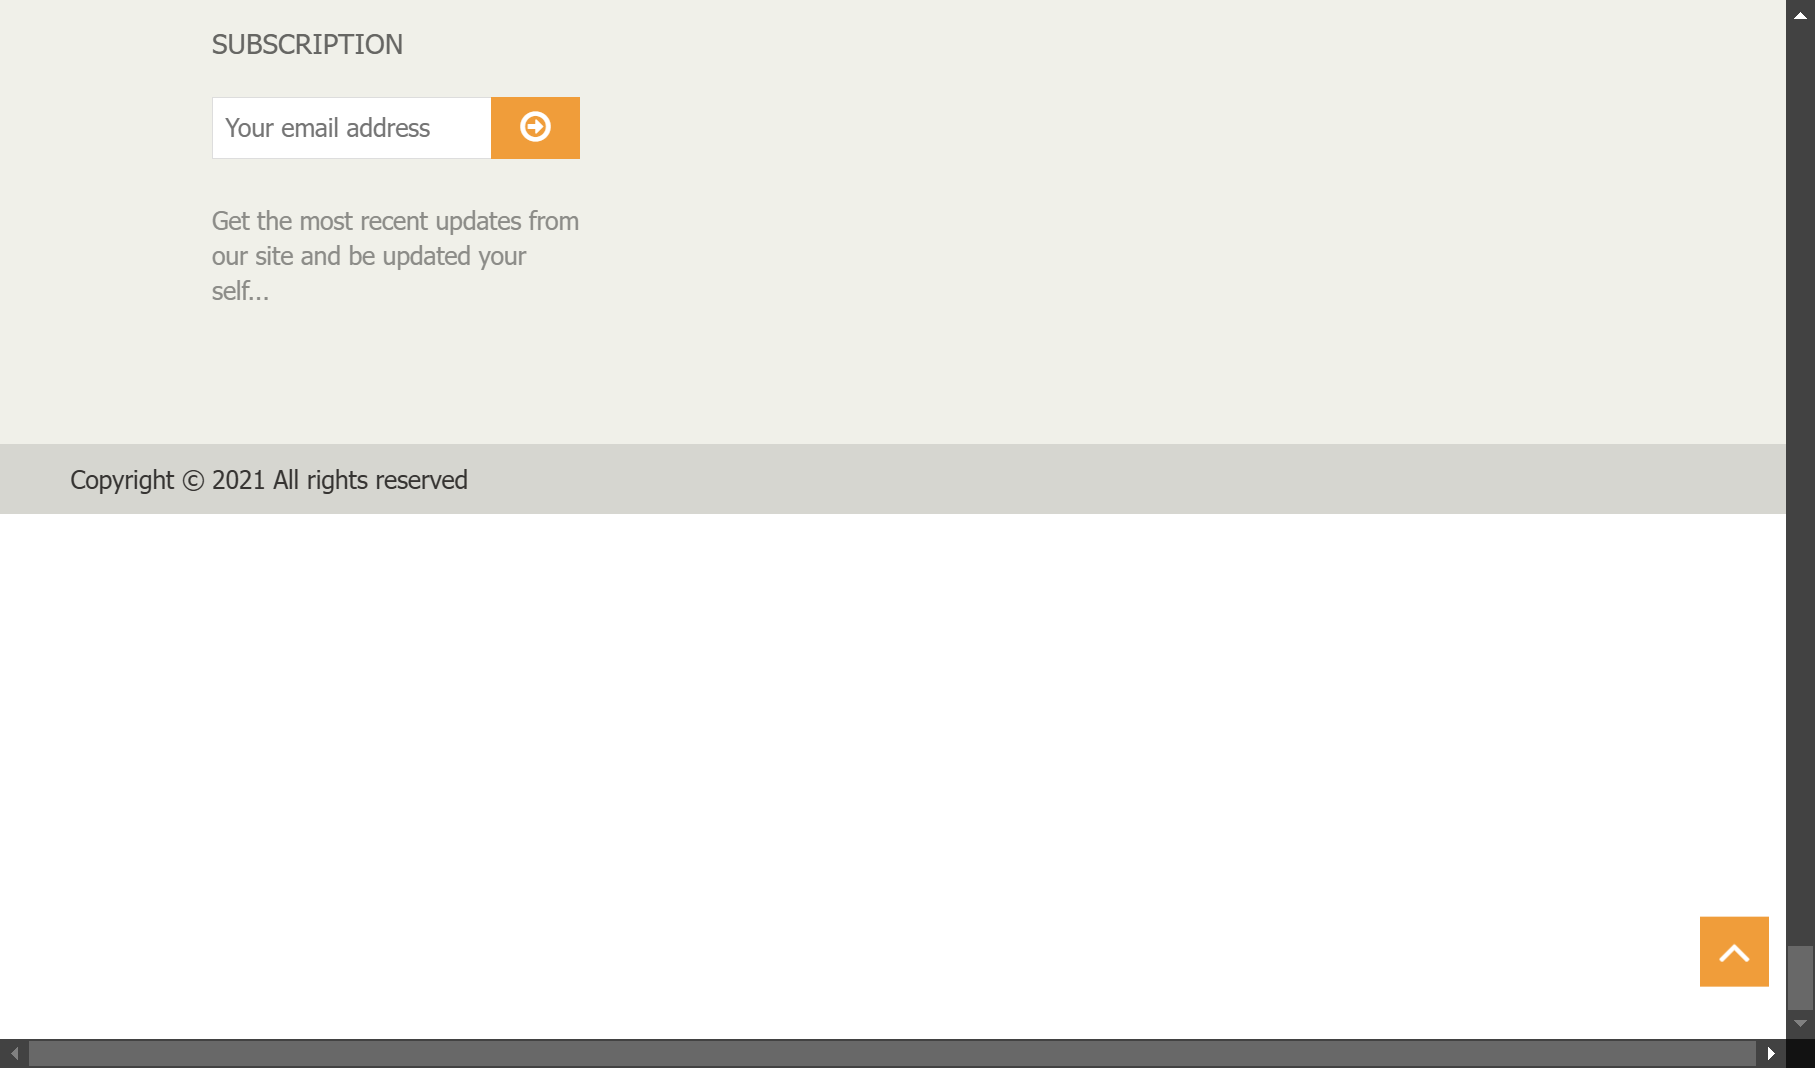 SUBSCRIPTION
Your email address
Get the most recent updates from
our site and be updated your
self...
Copyright © 2021 All rights reserved